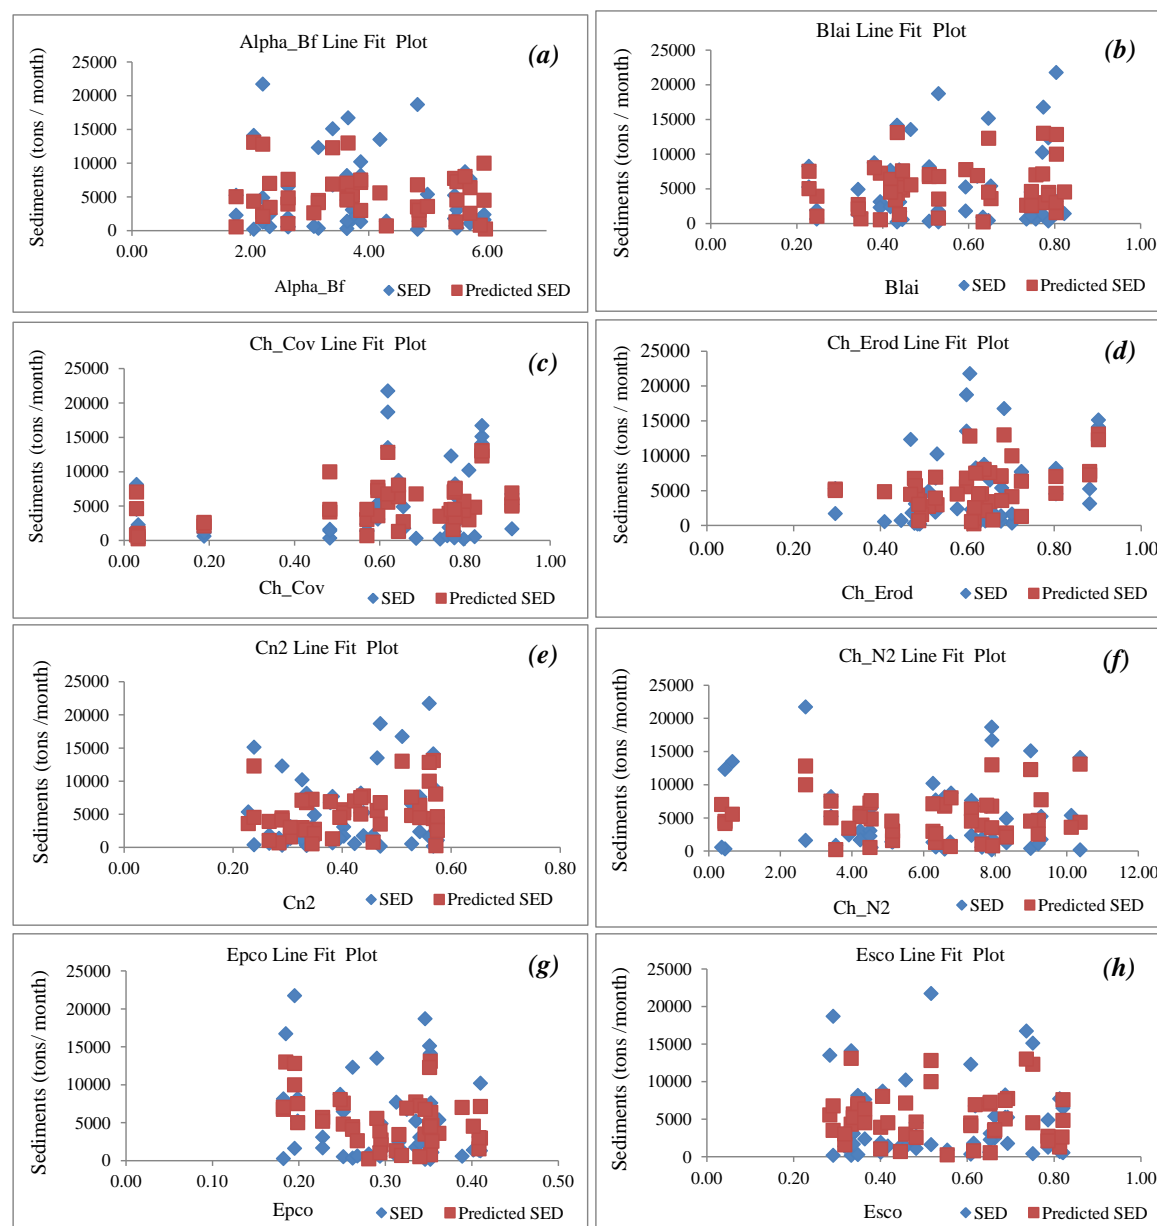 Alpha_Bf Line Fit Plot
(a)
Sediments (tons / month)
25000
20000
15000
10000
5000
0
0.00 2.00 4.00 6.00
Alpha_Bf
SED Predicted SED
Blai Line Fit Plot
(b)
Sediments (tons / month)
25000
20000
15000
10000
5000
0
0.00 0.20 0.40 0.60 0.80 1.00
Blai
SED Predicted SED
Ch_Cov Line Fit Plot
(c)
Sediments (tons /month)
25000
20000
15000
10000
5000
0
0.00 0.20 0.40 0.60 0.80 1.00
Ch_Cov
SED Predicted SED
Ch_Erod Line Fit Plot
(d)
Sediments (tons / month)
25000
20000
15000
10000
5000
0
0.00 0.20 0.40 0.60 0.80 1.00
Ch_Erod
SED Predicted SED
Cn2 Line Fit Plot
(e)
Sediments (tons /month)
25000
20000
15000
10000
5000
0
0.00 0.20 0.40 0.60 0.80
Cn2
SED Predicted SED
Ch_N2 Line Fit Plot
(f)
Sediments (tons /month)
25000
20000
15000
10000
5000
0
0.00 2.00 4.00 6.00 8.00 10.00 12.00
Ch_N2
SED Predicted SED
Epco Line Fit Plot
(g)
Sediments (tons/ month)
25000
20000
15000
10000
5000
0
0.00 0.10 0.20 0.30 0.40 0.50
Epco
SED Predicted SED
Esco Line Fit Plot
(h)
Sediments (tons /month)
25000
20000
15000
10000
5000
0
0.00 0.20 0.40 0.60 0.80 1.00
Esco
SED Predicted SED